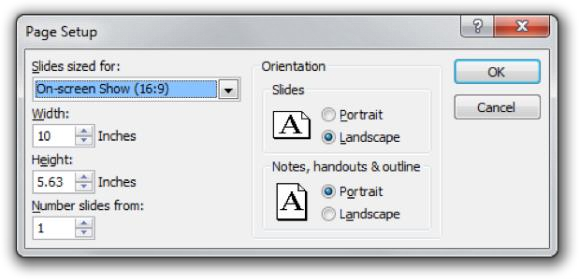 Page Setup
Slides sized for:
On-screen Show (16:9)
Width:
10 Inches
Height:
5.63 Inches
Number slides from:
1
Orientation
Slides
A
Portrait
Landscape
Notes, handouts & outline
A
Portrait
Landscape
OK
Cancel